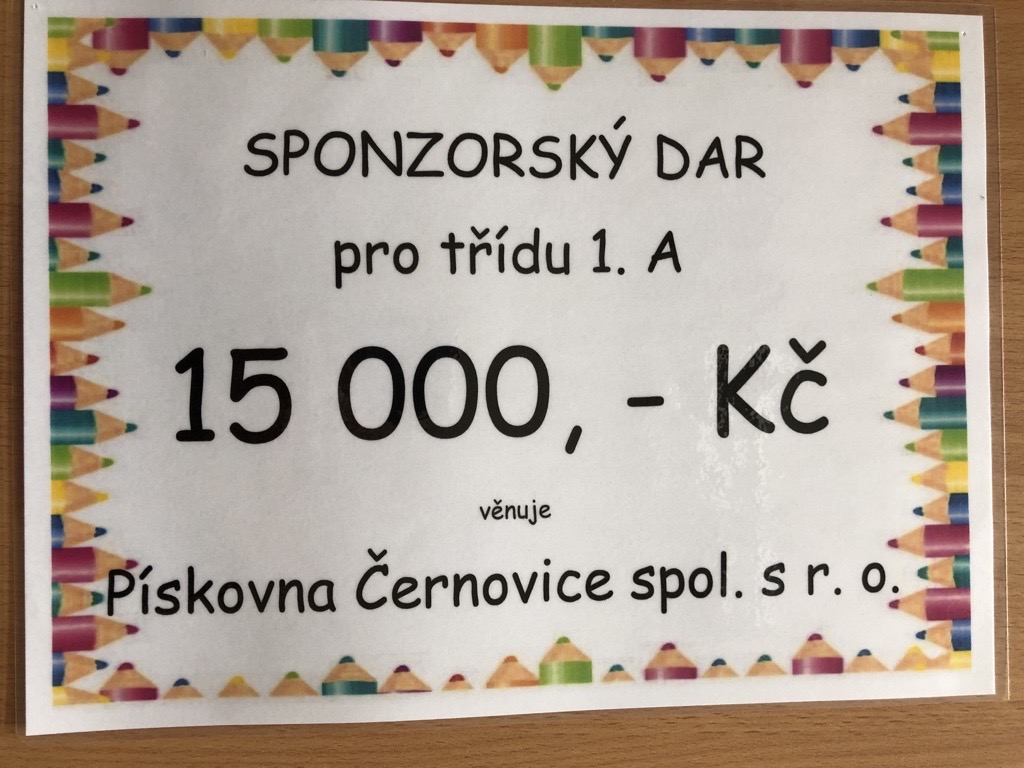 SPONZORSKÝ DAR
pro třídu 1. A
15 000, - Kč
věnuje
Pískovna Černovice spol. s r. o.